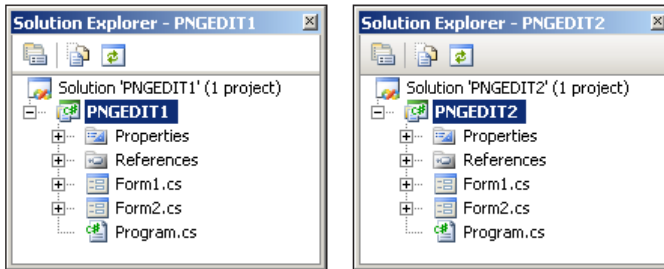 Solution Explorer - PNGEDIT1
Solution 'PNGEDIT1' (1 project)
PNGEDIT1
Properties
References
Form1.cs
Form2.cs
Program.cs
Solution Explorer - PNGEDIT2
Solution 'PNGEDIT2' (1 project)
PNGEDIT2
Properties
References
Form1.cs
Form2.cs
Program.cs